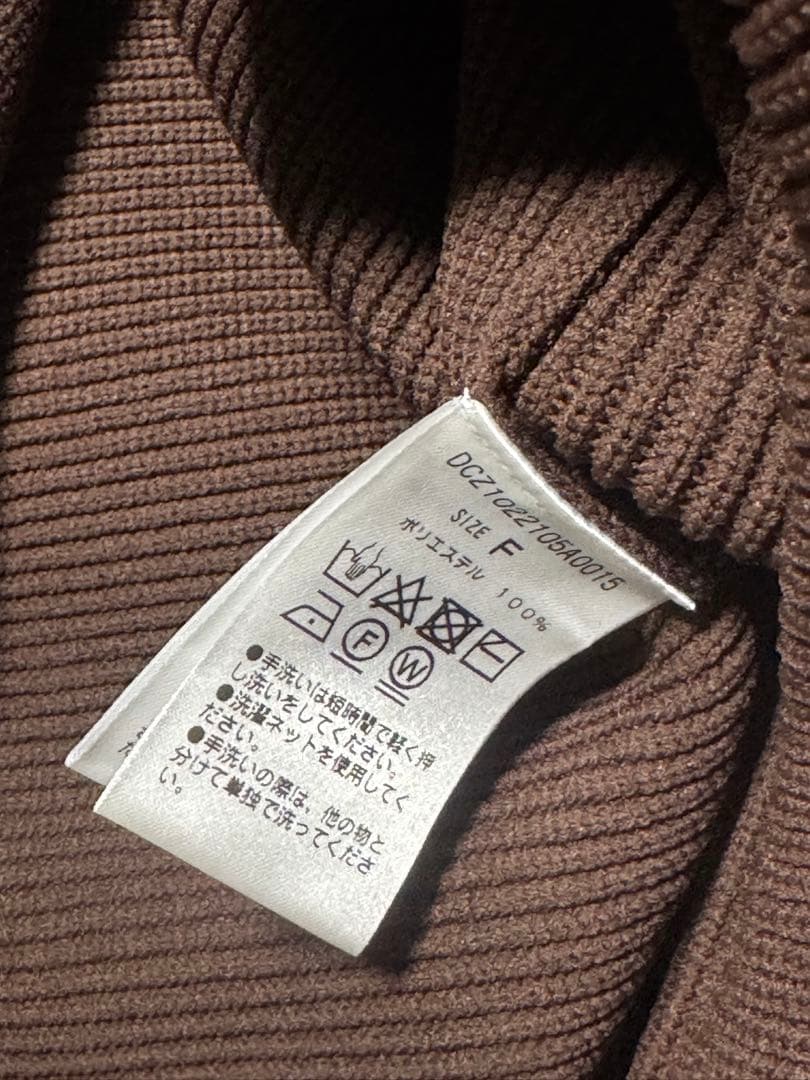 DCZ1022105A0015
SIZE F
ポリエステル 100%
F W
●手洗いは短時間で軽く押
し洗いをしてください。
●洗濯ネットを使用してく
ださい。
●手洗いの際は、他の物と
分けて単独で洗ってくださ
い。